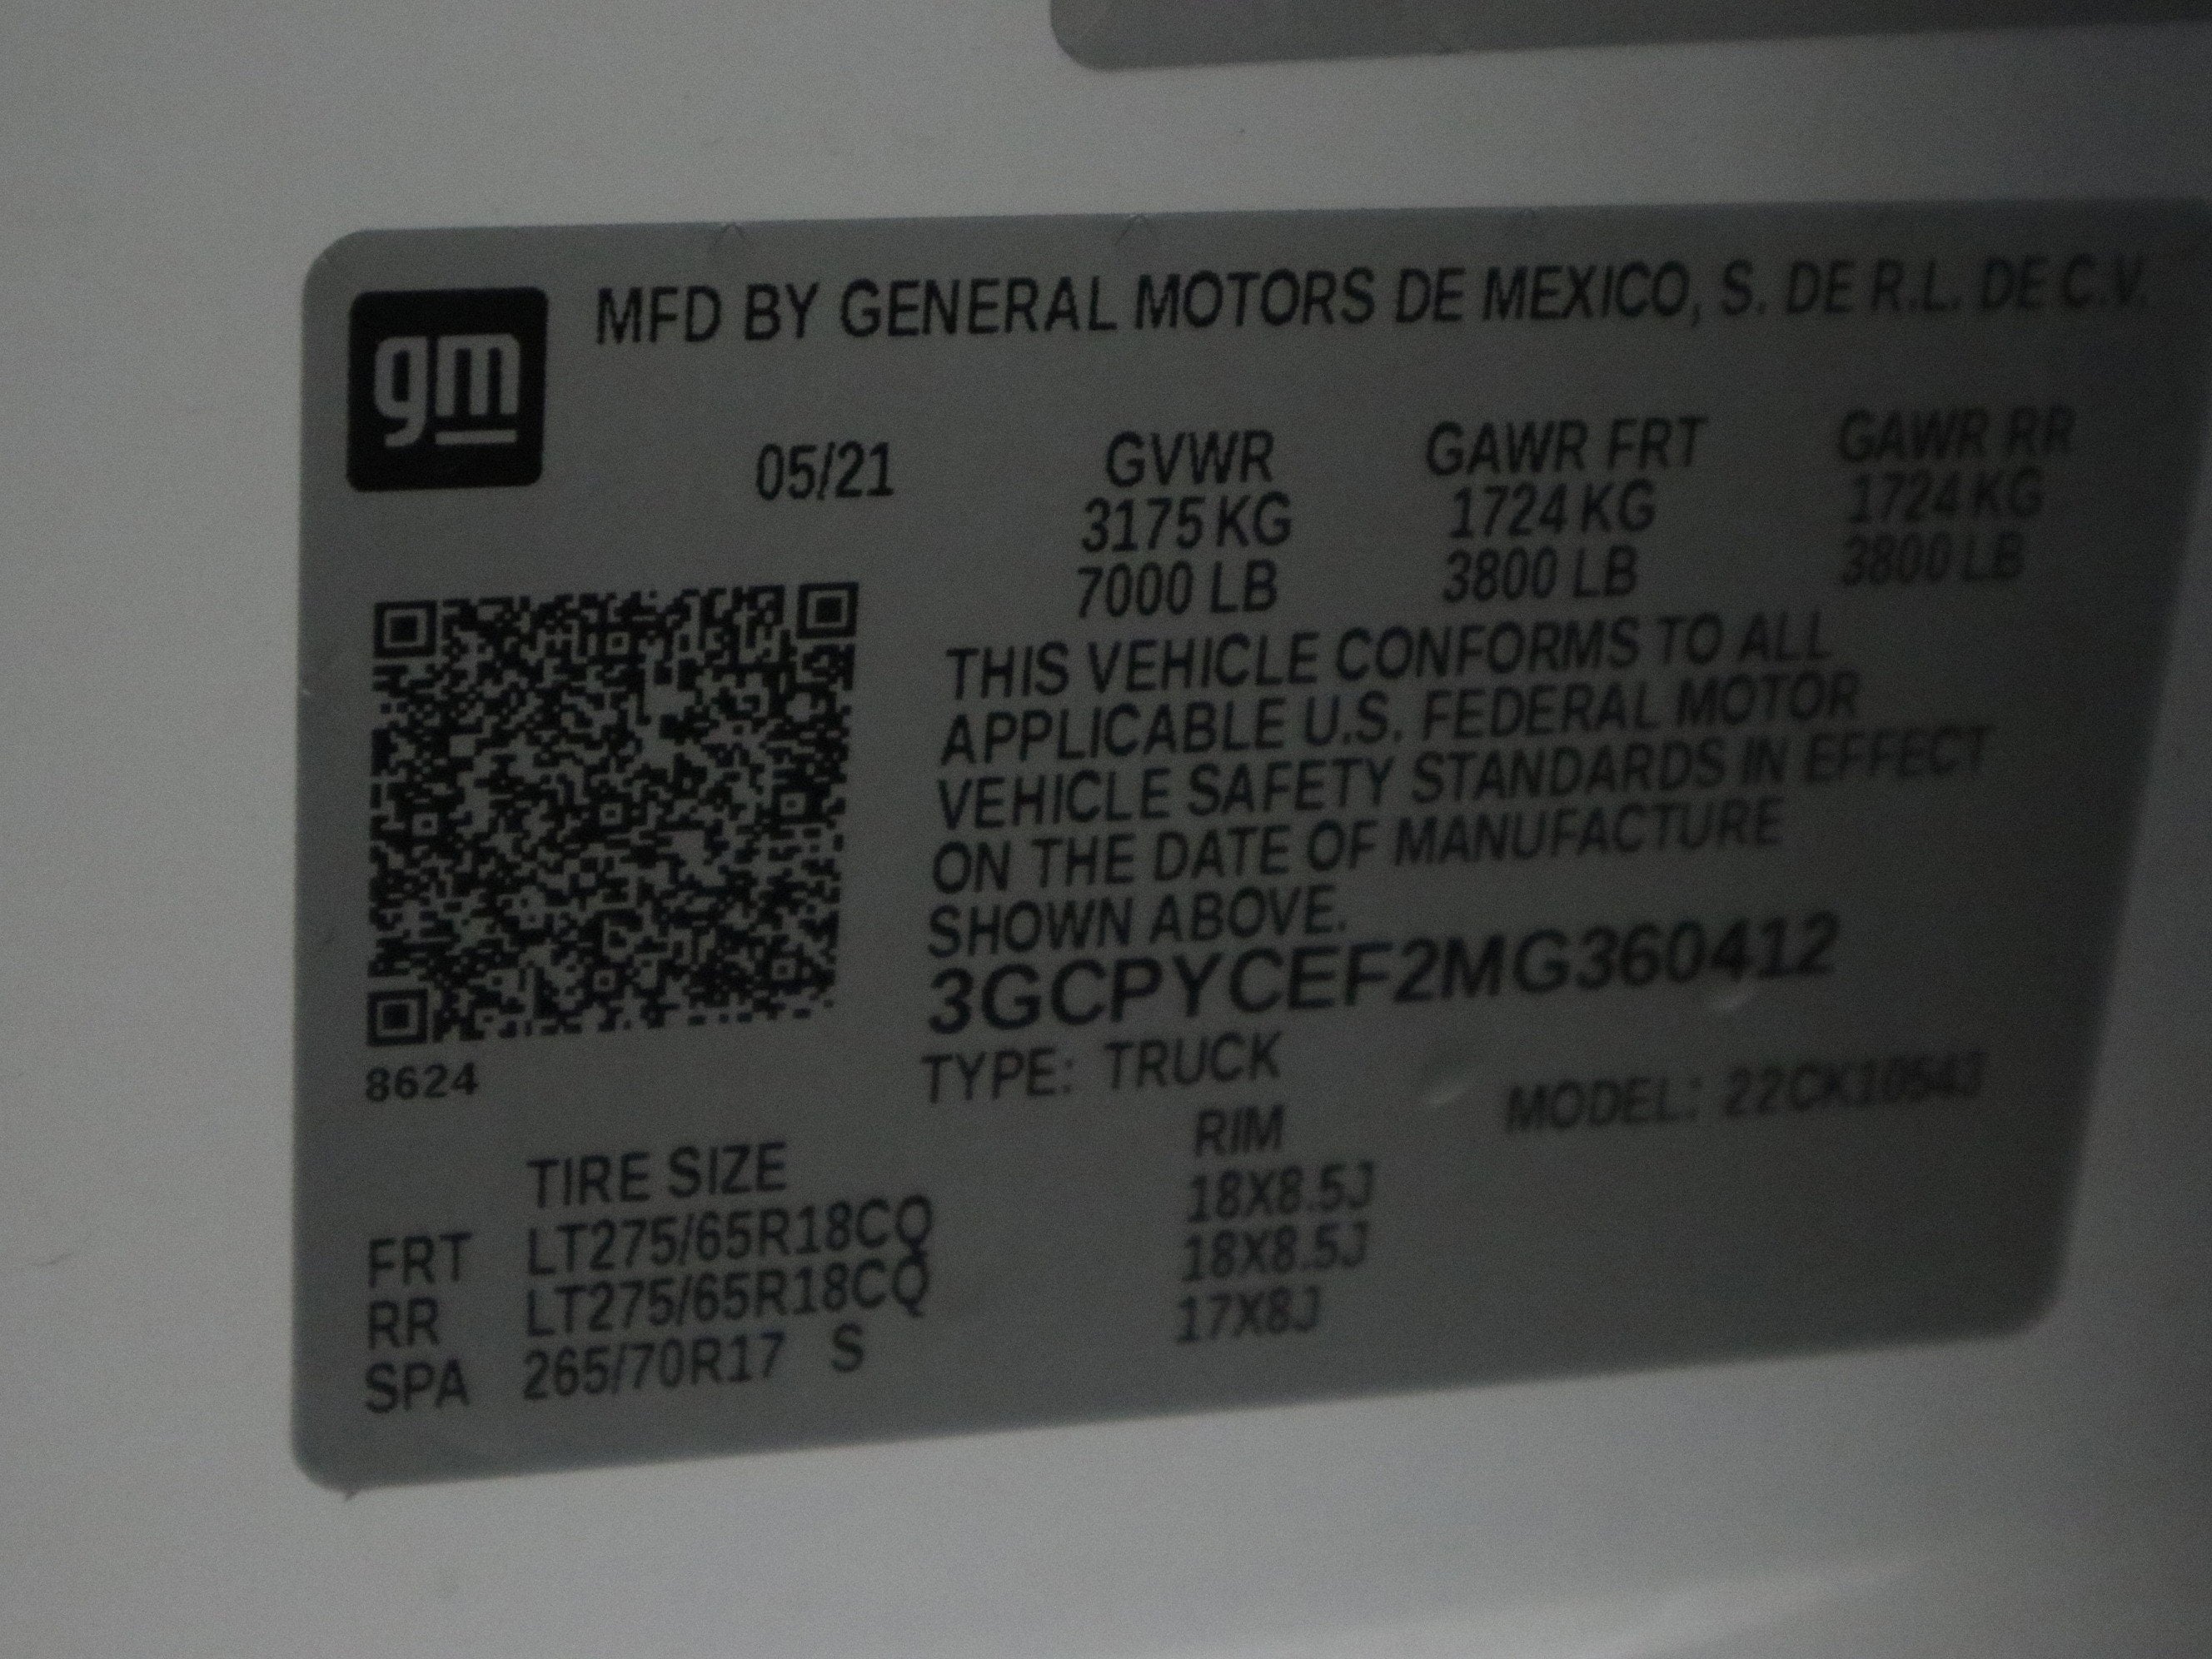 gm
MFD BY GENERAL MOTORS DE MEXICO, S. DE R.L. DE C.V.
05/21 GVWR GAWR FRT GAWR RR
3175 KG 1724 KG 1724 KG
7000 LB 3800 LB 3800 LB
THIS VEHICLE CONFORMS TO ALL
APPLICABLE U.S. FEDERAL MOTOR
VEHICLE SAFETY STANDARDS IN EFFECT
ON THE DATE OF MANUFACTURE
SHOWN ABOVE.
3GCPYCEF2MG360412
8624
TYPE: TRUCK MODEL: 22CK10543
TIRE SIZE RIM
FRT LT275/65R18CQ 18X8.5J
RR LT275/65R18CQ 18X8.5J
SPA 265/70R17 S 17X8J